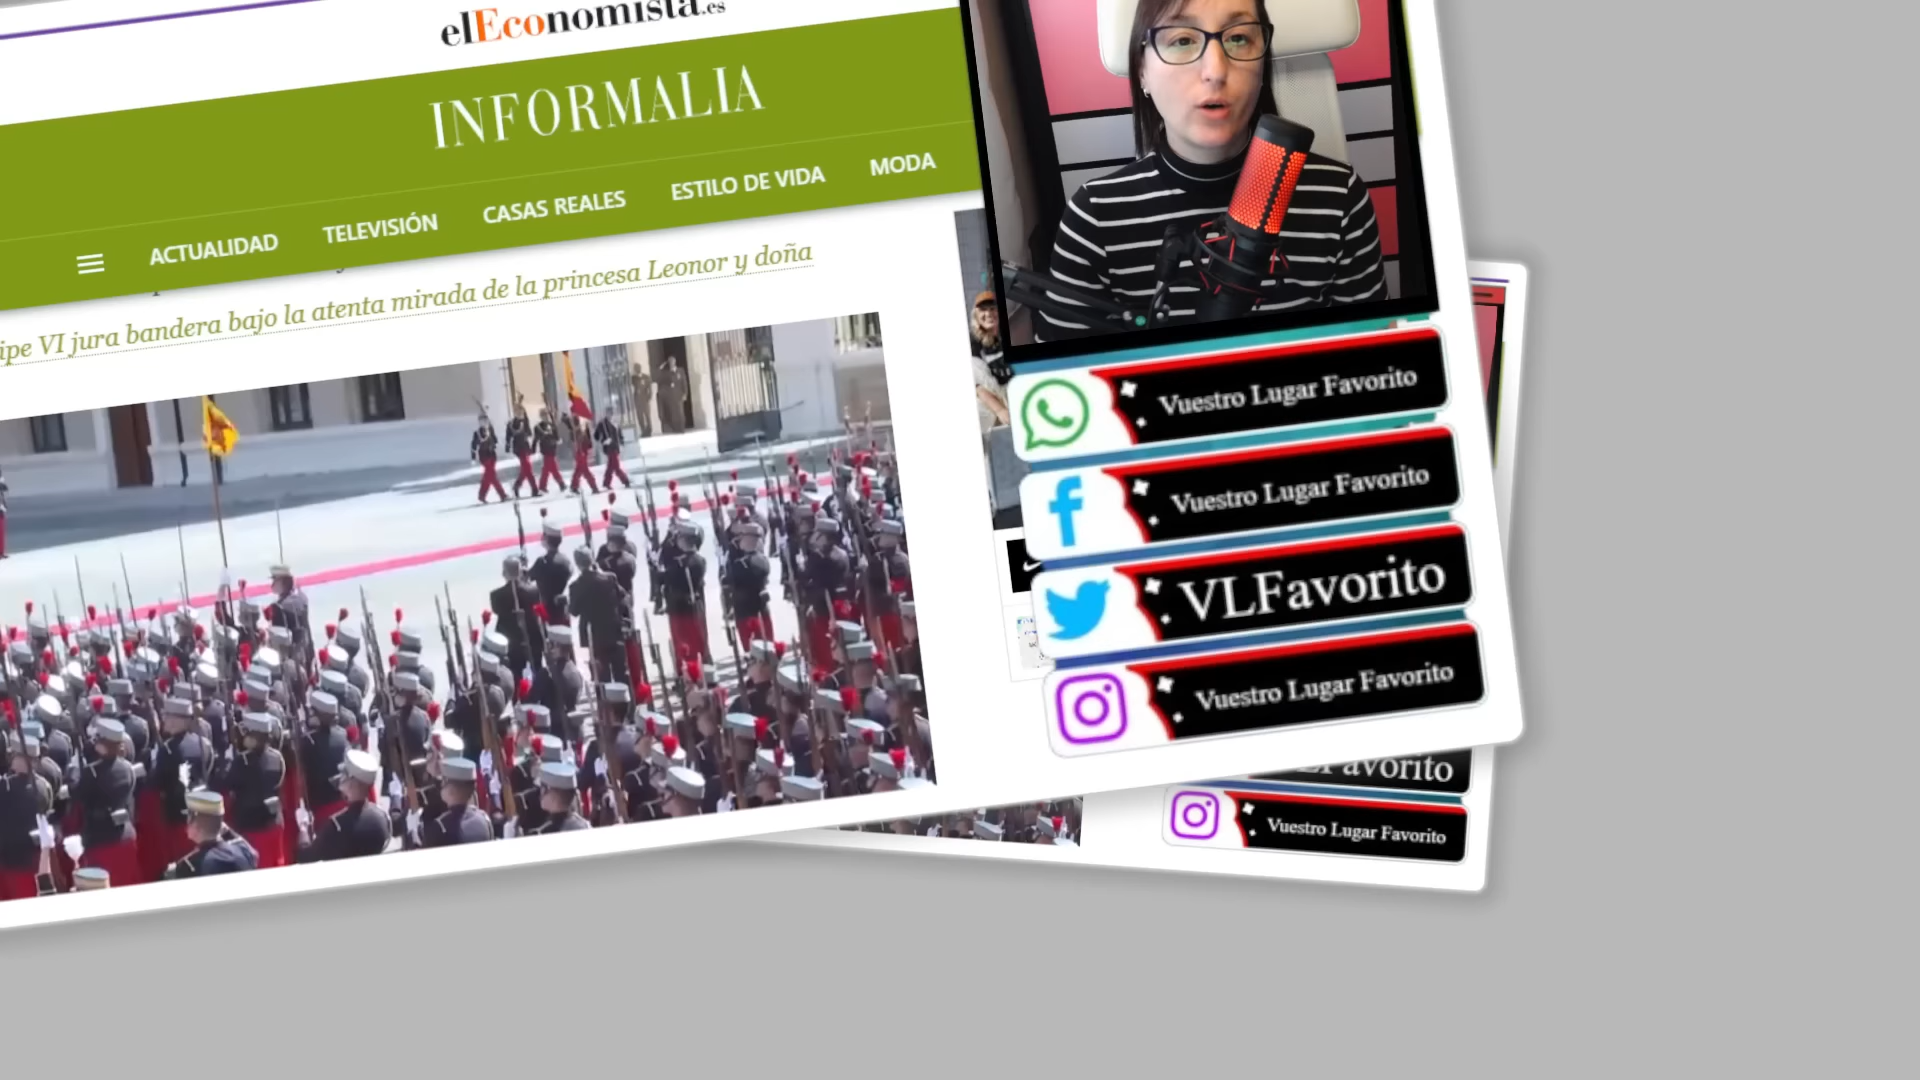 elEconomista.es
INFORMALIA
ACTUALIDAD TELEVISIÓN CASAS REALES ESTILO DE VIDA MODA
ipe VI jura bandera bajo la atenta mirada de la princesa Leonor y doña
Vuestro Lugar Favorito
Vuestro Lugar Favorito
VLFavorito
Vuestro Lugar Favorito
Favorito
Vuestro Lugar Favorito